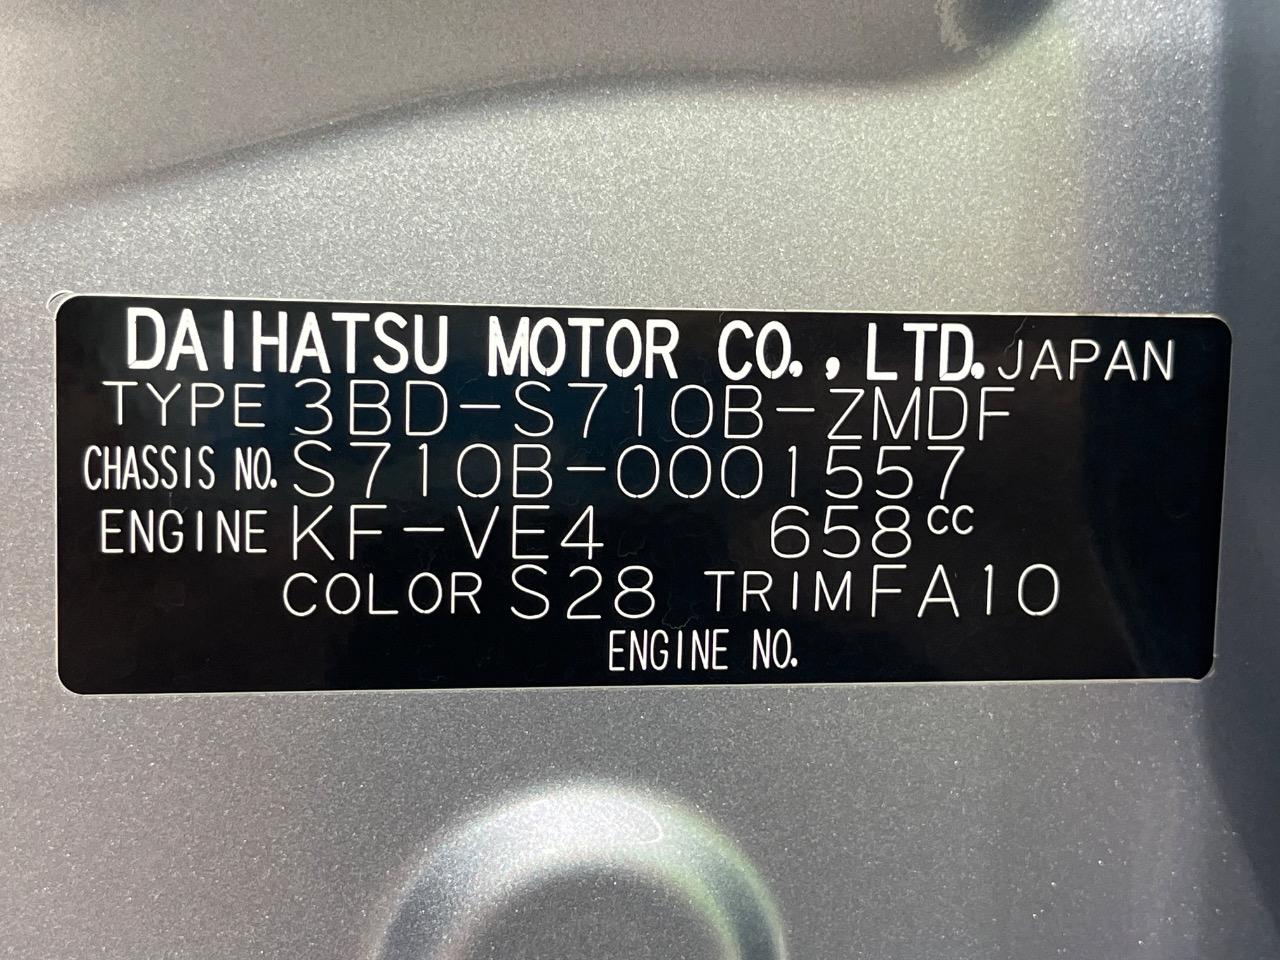 DAIHATSU MOTOR CO., LTD. JAPAN
TYPE 3BD-S710B-ZMDF
CHASSIS NO. S710B-0001557
ENGINE KF-VE4 658cc
COLOR S28 TRIM FA10
ENGINE NO.